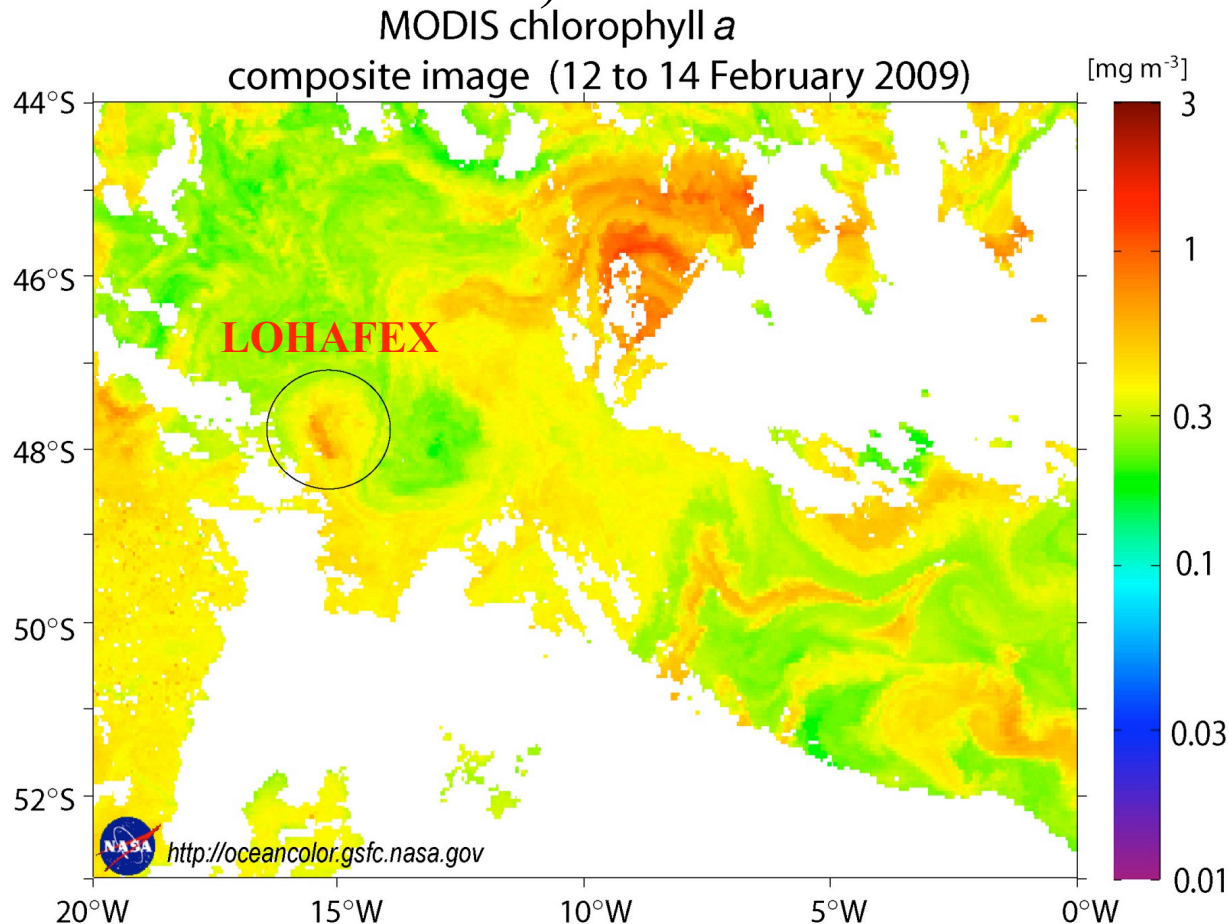 MODIS chlorophyll a
composite image (12 to 14 February 2009)
[mg m⁻³]
44°S
46°S
48°S
50°S
52°S
LOHAFEX
3
1
0.3
0.1
0.03
0.01
NASA
http://oceancolor.gsfc.nasa.gov
20°W 15°W 10°W 5°W 0°W